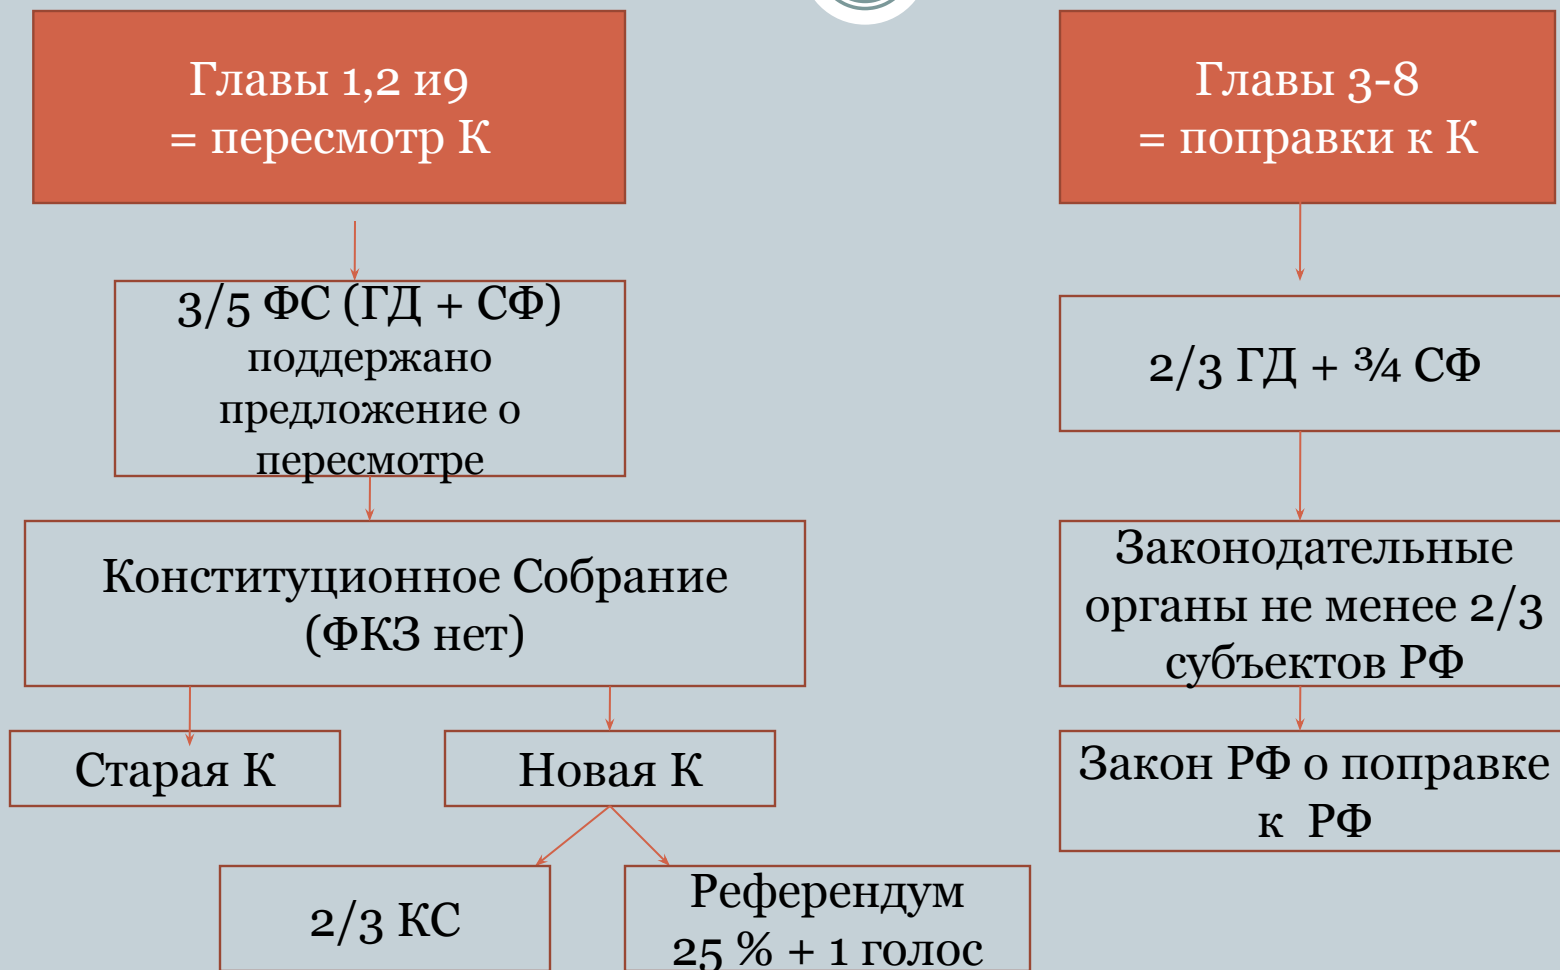 Главы 1,2 и9
= пересмотр К
3/5 ФС (ГД + СФ)
поддержано
предложение о
пересмотре
Конституционное Собрание
(ФКЗ нет)
Старая К
Новая К
2/3 КС
Референдум
25 % + 1 голос
Главы 3-8
= поправки к К
2/3 ГД + ¾ СФ
Законодательные
органы не менее 2/3
субъектов РФ
Закон РФ о поправке
к РФ